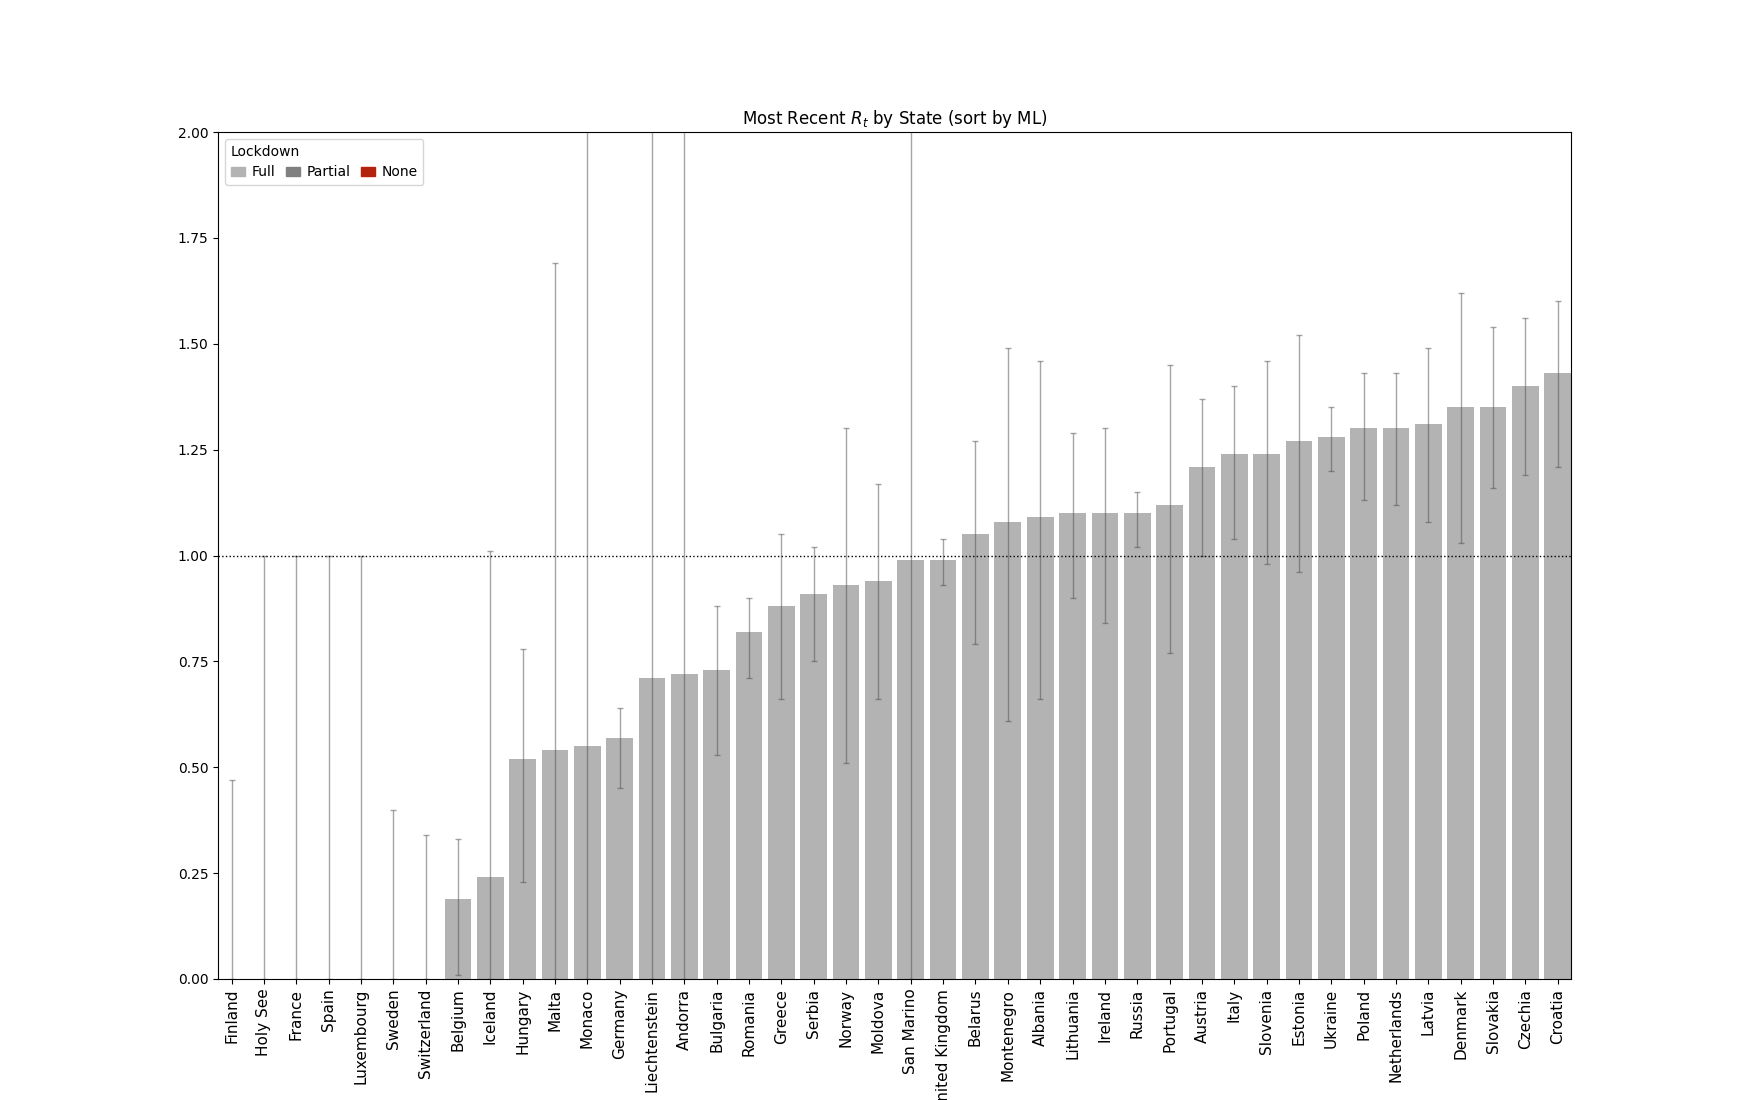 Most Recent R_t by State (sort by ML)
Lockdown
Full Partial None
2.00
1.75
1.50
1.25
1.00
0.75
0.50
0.25
0.00
Finland
Holy See
France
Spain
Luxembourg
Sweden
Switzerland
Belgium
Iceland
Hungary
Malta
Monaco
Germany
Liechtenstein
Andorra
Bulgaria
Romania
Greece
Serbia
Norway
Moldova
San Marino
nited Kingdom
Belarus
Montenegro
Albania
Lithuania
Ireland
Russia
Portugal
Austria
Italy
Slovenia
Estonia
Ukraine
Poland
Netherlands
Latvia
Denmark
Slovakia
Czechia
Croatia